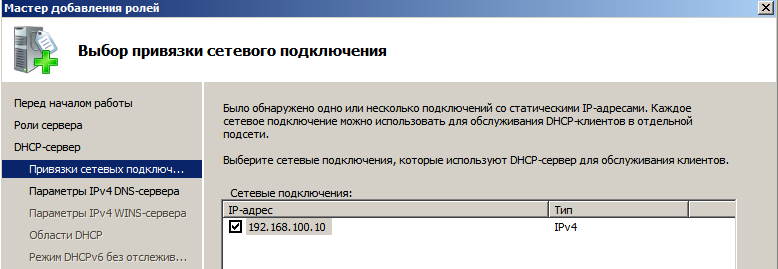 Мастер добавления ролей
Выбор привязки сетевого подключения
Перед началом работы
Роли сервера
DHCP-сервер
Привязки сетевых подключ...
Параметры IPv4 DNS-сервера
Параметры IPv4 WINS-сервера
Области DHCP
Режим DHCPv6 без отслежив...
Было обнаружено одно или несколько подключений со статическими IP-адресами. Каждое
сетевое подключение можно использовать для обслуживания DHCP-клиентов в отдельной
подсети.
Выберите сетевые подключения, которые используют DHCP-сервер для обслуживания клиентов.
Сетевые подключения:
IP-адрес Тип
192.168.100.10 IPv4